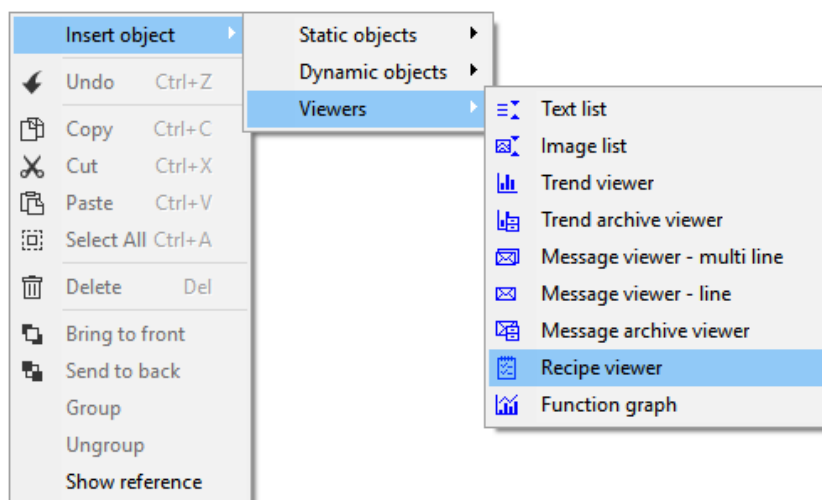 Insert object
Undo Ctrl+Z
Copy Ctrl+C
Cut Ctrl+X
Paste Ctrl+V
Select All Ctrl+A
Delete Del
Bring to front
Send to back
Group
Ungroup
Show reference
Static objects
Dynamic objects
Viewers
Text list
Image list
Trend viewer
Trend archive viewer
Message viewer - multi line
Message viewer - line
Message archive viewer
Recipe viewer
Function graph